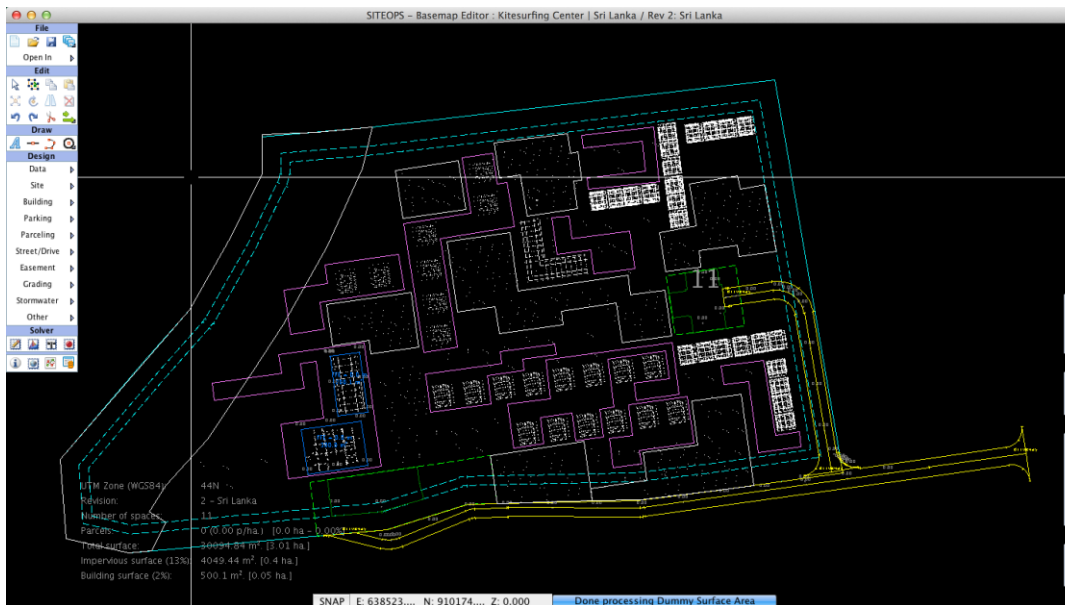 SITEOPS – Basemap Editor : Kitesurfing Center | Sri Lanka / Rev 2: Sri Lanka
File
Open In
Edit
Draw
Design
Data
Site
Building
Parking
Parceling
Street/Drive
Easement
Grading
Stormwater
Other
Solver
11
UTM Zone (WGS84): 44N
Revision: 2 – Sri Lanka
Number of spaces: 11
Parcels: 0 (0.00 p/ha.) [0.0 ha – 0.00%]
Total surface: 30094.84 m². [3.01 ha.]
Impervious surface (13%): 4049.44 m². [0.4 ha.]
Building surface (2%): 500.1 m². [0.05 ha.]
SNAP E: 638523.... N: 910174.... Z: 0.000 Done processing Dummy Surface Area